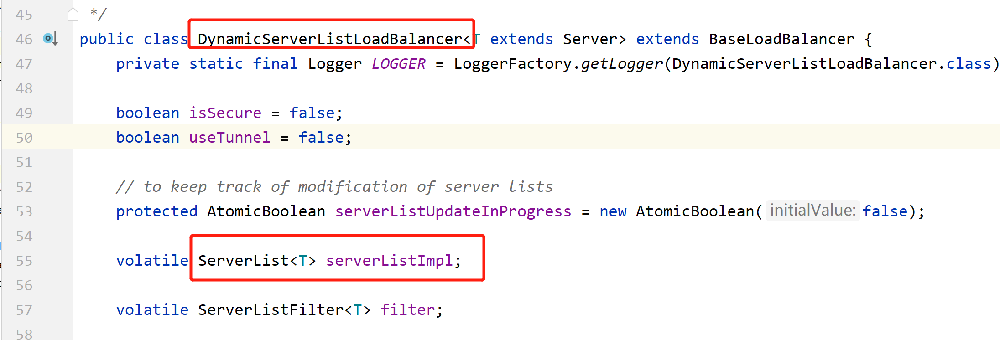 45 */
46 public class DynamicServerListLoadBalancer<T extends Server> extends BaseLoadBalancer {
47 private static final Logger LOGGER = LoggerFactory.getLogger(DynamicServerListLoadBalancer.class)
48
49 boolean isSecure = false;
50 boolean useTunnel = false;
51
52 // to keep track of modification of server lists
53 protected AtomicBoolean serverListUpdateInProgress = new AtomicBoolean( initialValue: false);
54
55 volatile ServerList<T> serverListImpl;
56
57 volatile ServerListFilter<T> filter;
58